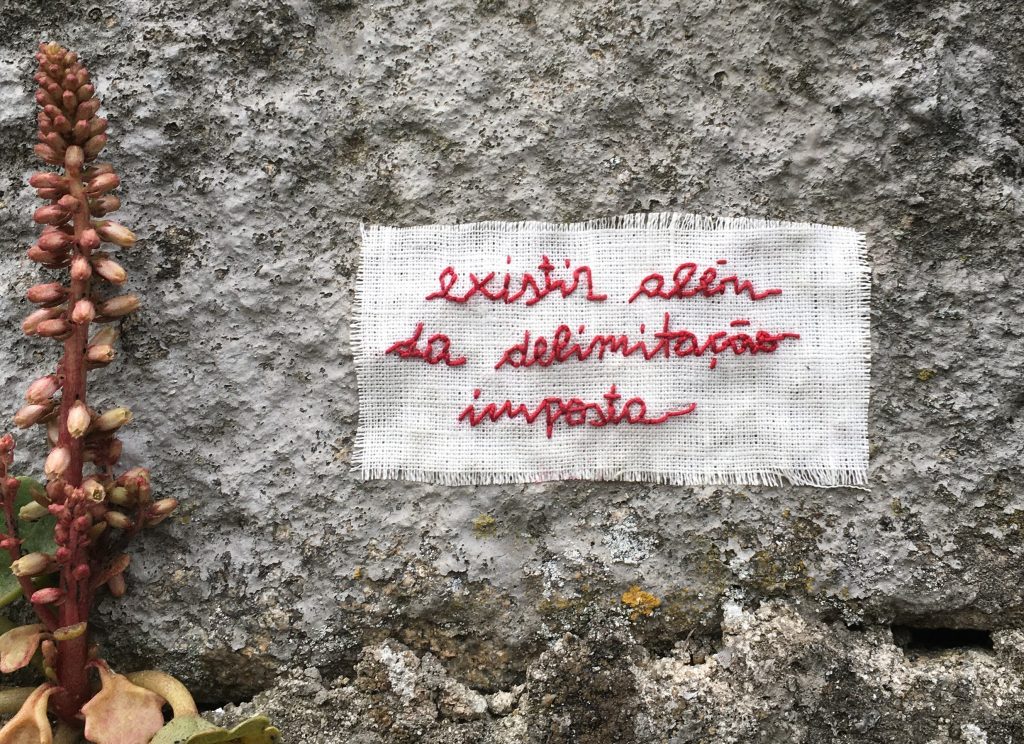 existir além
da delimitação
imposta